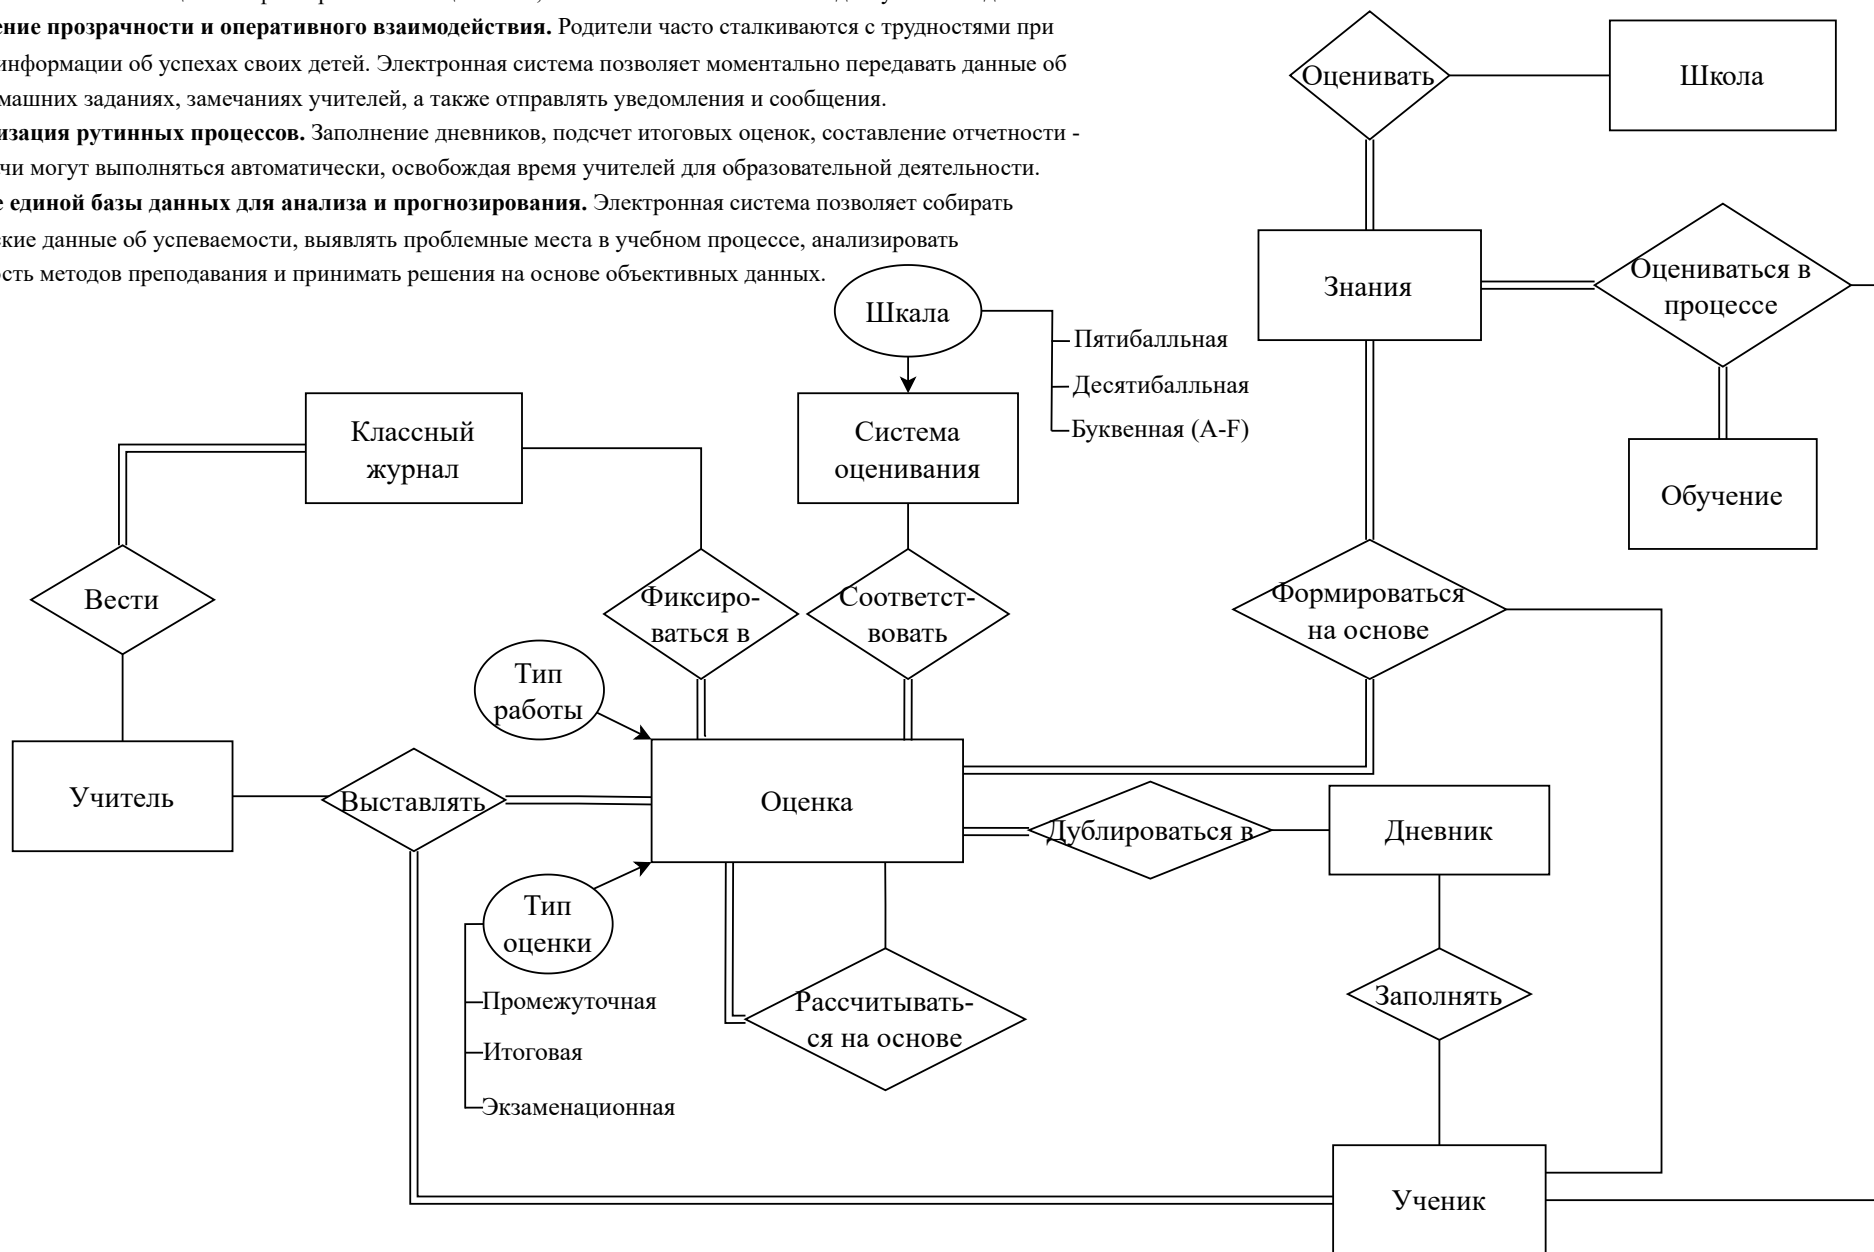 ение прозрачности и оперативного взаимодействия. Родители часто сталкиваются с трудностями при
информации об успехах своих детей. Электронная система позволяет моментально передавать данные об
машних заданиях, замечаниях учителей, а также отправлять уведомления и сообщения.
изация рутинных процессов. Заполнение дневников, подсчет итоговых оценок, составление отчетности -
чи могут выполняться автоматически, освобождая время учителей для образовательной деятельности.
е единой базы данных для анализа и прогнозирования. Электронная система позволяет собирать
ские данные об успеваемости, выявлять проблемные места в учебном процессе, анализировать
ость методов преподавания и принимать решения на основе объективных данных.
Оценивать
Школа
Знания
Оцениваться в
процессе
Обучение
Шкала
Пятибалльная
Десятибалльная
Буквенная (A-F)
Классный
журнал
Система
оценивания
Вести
Фиксиро-
ваться в
Соответст-
вовать
Формироваться
на основе
Тип
работы
Учитель
Выставлять
Оценка
Дублироваться в
Дневник
Тип
оценки
Промежуточная
Итоговая
Экзаменационная
Рассчитывать-
ся на основе
Заполнять
Ученик